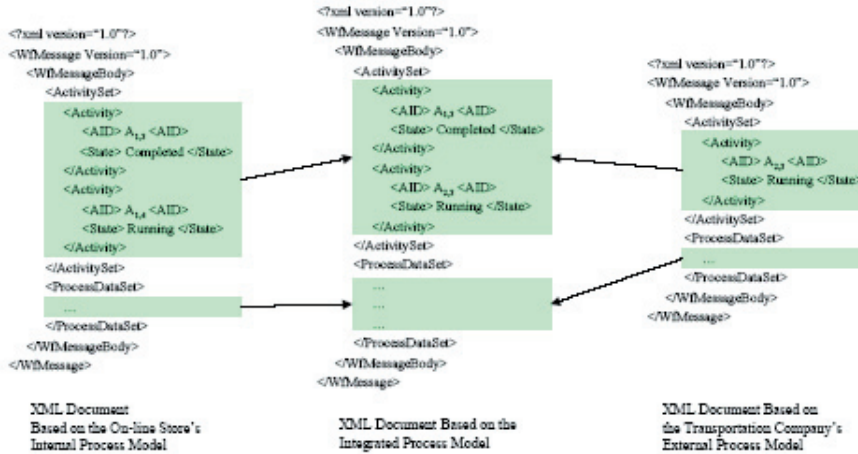 <?xml version="1.0"?>
<WfMessage Version="1.0">
<WfMessageBody>
<ActivitySet>
<Activity>
<AID> A1,3 <AID>
<State> Completed </State>
</Activity>
<Activity>
<AID> A1,4 <AID>
<State> Running </State>
</Activity>
</ActivitySet>
<ProcessDataSet>
...
</ProcessDataSet>
</WfMessageBody>
</WfMessage>
XML Document
Based on the On-line Store's
Internal Process Model
<?xml version="1.0"?>
<WfMessage Version="1.0">
<WfMessageBody>
<ActivitySet>
<Activity>
<AID> A1,3 <AID>
<State> Completed </State>
</Activity>
<Activity>
<AID> A2,3 <AID>
<State> Running </State>
</Activity>
</ActivitySet>
<ProcessDataSet>
...
...
...
</ProcessDataSet>
</WfMessageBody>
</WfMessage>
XML Document Based on the
Integrated Process Model
<?xml version="1.0"?>
<WfMessage Version="1.0">
<WfMessageBody>
<ActivitySet>
<Activity>
<AID> A2,3 <AID>
<State> Running </State>
</Activity>
</ActivitySet>
<ProcessDataSet>
...
</ProcessDataSet>
</WfMessageBody>
</WfMessage>
XML Document Based on
the Transportation Company's
External Process Model